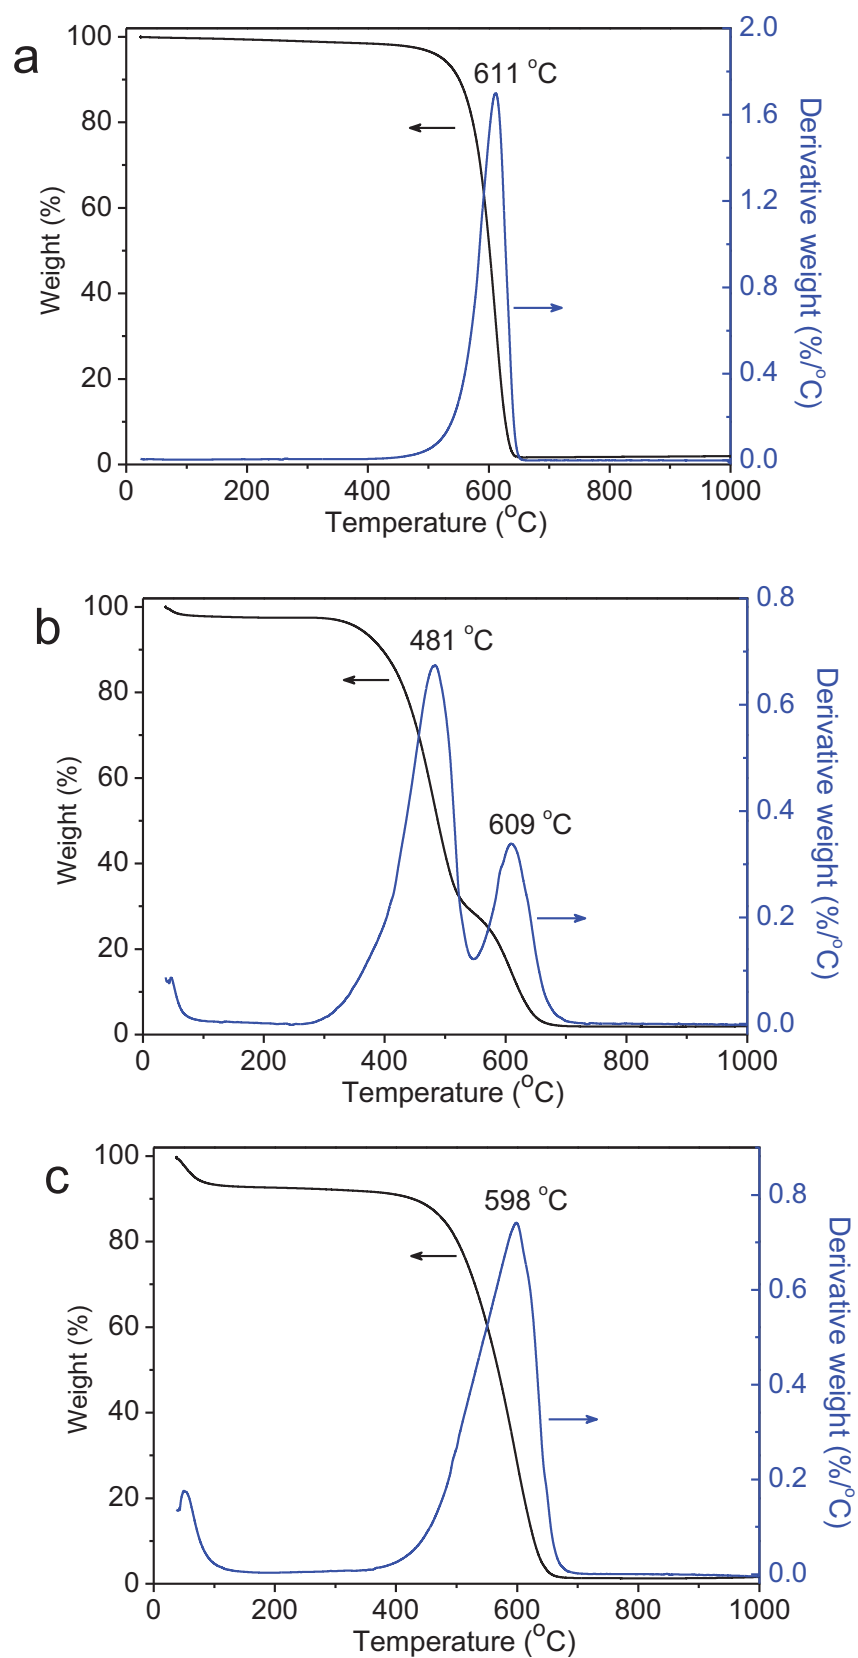 a
611 °C
100
80
60
40
20
0
Weight (%)
2.0
1.6
1.2
0.8
0.4
0.0
Derivative weight (%/°C)
0 200 400 600 800 1000
Temperature (°C)
b
481 °C
609 °C
100
80
60
40
20
0
Weight (%)
0.8
0.6
0.4
0.2
0.0
Derivative weight (%/°C)
0 200 400 600 800 1000
Temperature (°C)
c
598 °C
100
80
60
40
20
0
Weight (%)
0.8
0.6
0.4
0.2
0.0
Derivative weight (%/°C)
0 200 400 600 800 1000
Temperature (°C)